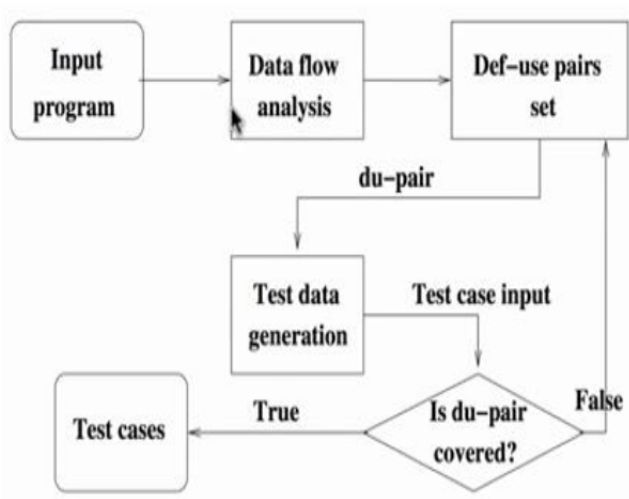 Input
program
Data flow
analysis
Def-use pairs
set
du-pair
Test data
generation
Test case input
Is du-pair
covered?
False
True
Test cases